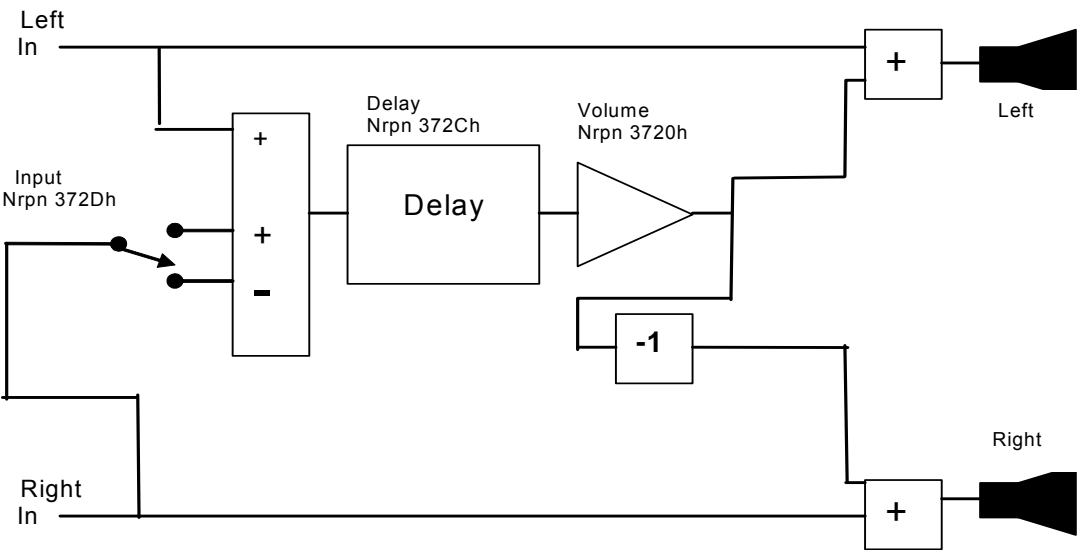 Left
In
Delay
Nrpn 372Ch
Volume
Nrpn 3720h
+
Left
+
Input
Nrpn 372Dh
Delay
+
-
-1
Right
Right
In
+